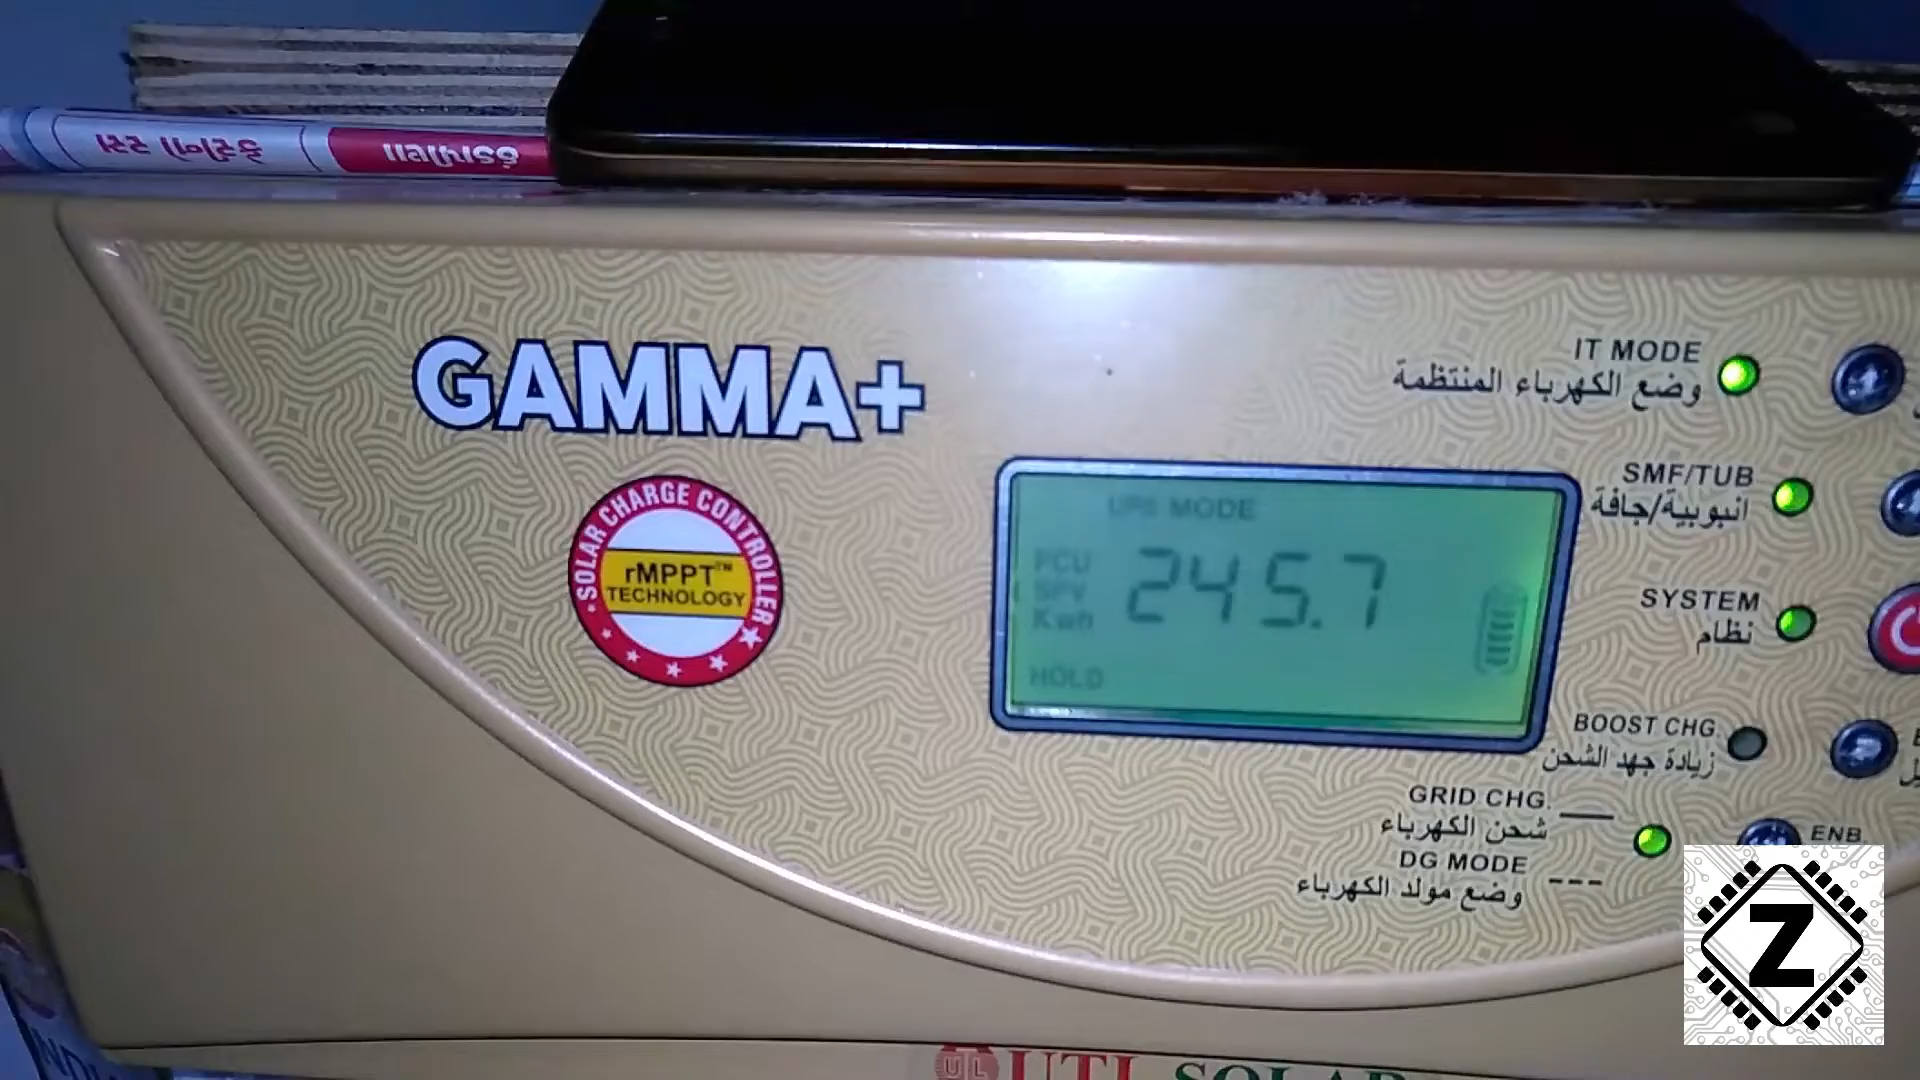 GAMMA+
SOLAR CHARGE CONTROLLER
rMPPT™
TECHNOLOGY
UPS MODE
PCU
SPV
Kwh
245.7
HOLD
IT MODE
وضع الكهرباء المنتظمة
SMF/TUB
انبوبية/جافة
SYSTEM
نظام
BOOST CHG.
زيادة جهد الشحن
GRID CHG.
شحن الكهرباء
DG MODE
وضع مولد الكهرباء
ENB.
UTL SOLAR
Z